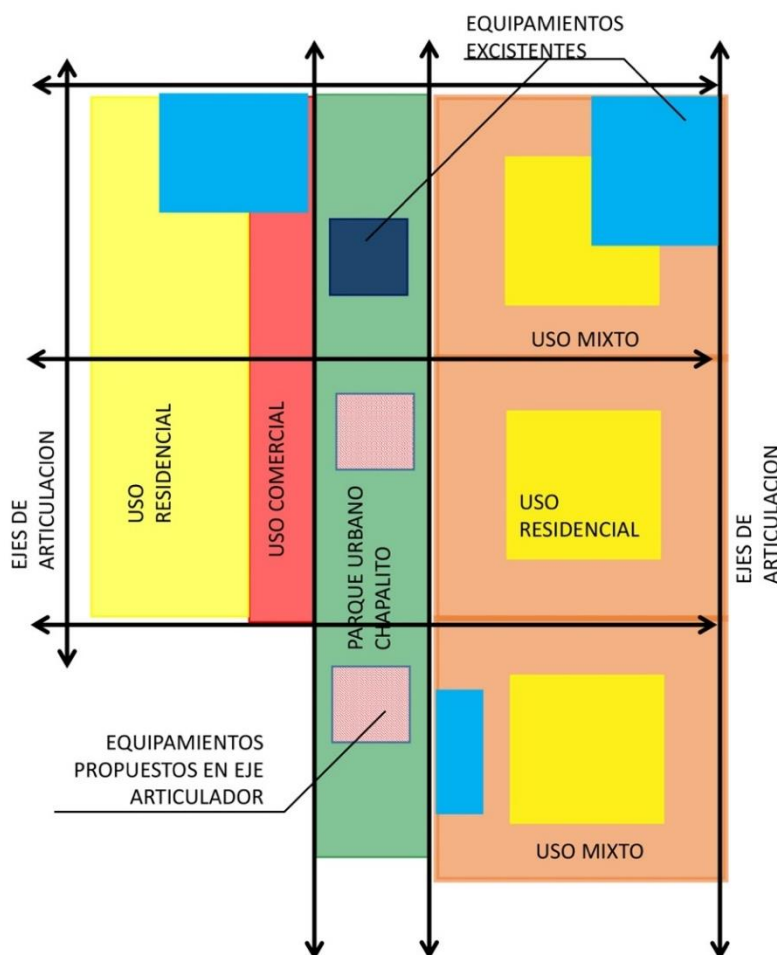 EQUIPAMIENTOS
EXCISTENTES
USO MIXTO
EJES DE
ARTICULACION
USO
RESIDENCIAL
USO COMERCIAL
PARQUE URBANO
CHAPALITO
USO
RESIDENCIAL
EJES DE
ARTICULACION
EQUIPAMIENTOS
PROPUESTOS EN EJE
ARTICULADOR
USO MIXTO